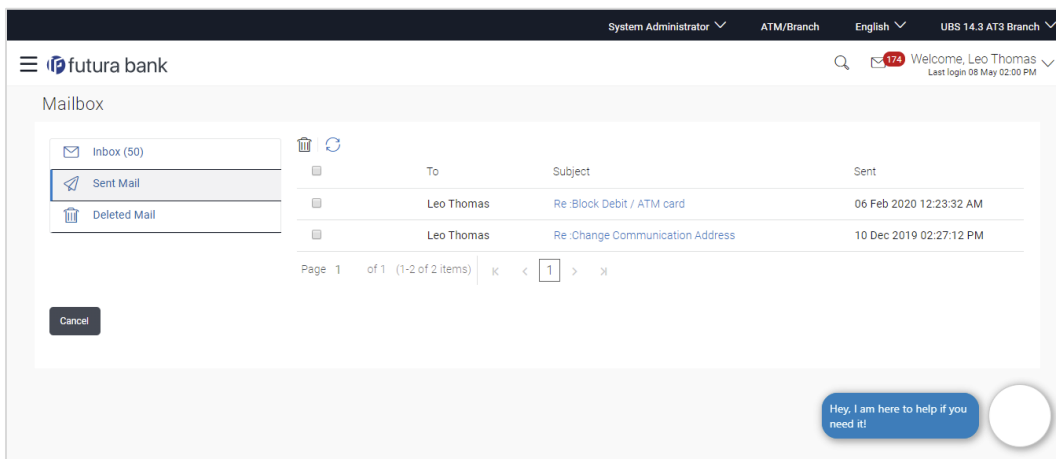 System Administrator ATM/Branch English UBS 14.3 AT3 Branch
futura bank 174 Welcome, Leo Thomas
Last login 08 May 02:00 PM
Mailbox
Inbox (50)
Sent Mail
Deleted Mail
To Subject Sent
Leo Thomas Re :Block Debit / ATM card 06 Feb 2020 12:23:32 AM
Leo Thomas Re :Change Communication Address 10 Dec 2019 02:27:12 PM
Page 1 of 1 (1-2 of 2 items) 1
Cancel
Hey, I am here to help if you
need it!